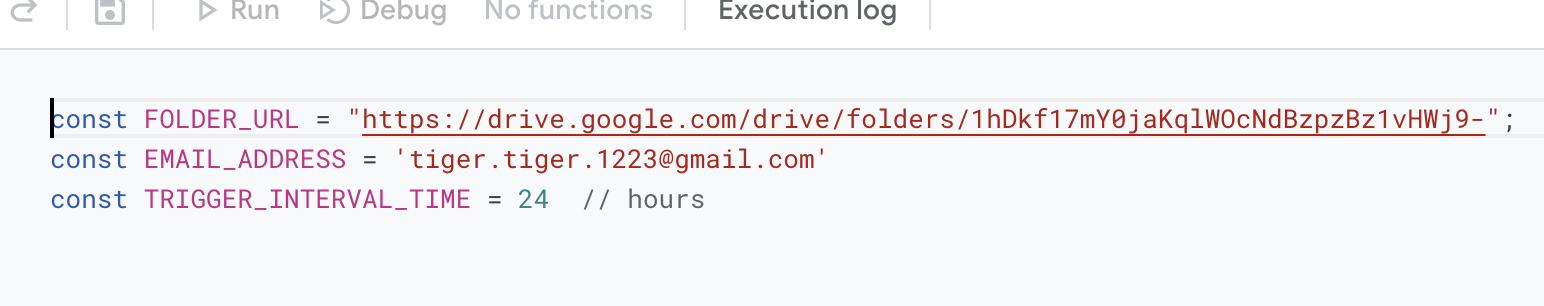 Run Debug No functions Execution log
const FOLDER_URL = "https://drive.google.com/drive/folders/1hDkf17mY0jaKqlWOcNdBzpzBz1vHWj9-";
const EMAIL_ADDRESS = 'tiger.tiger.1223@gmail.com'
const TRIGGER_INTERVAL_TIME = 24  // hours